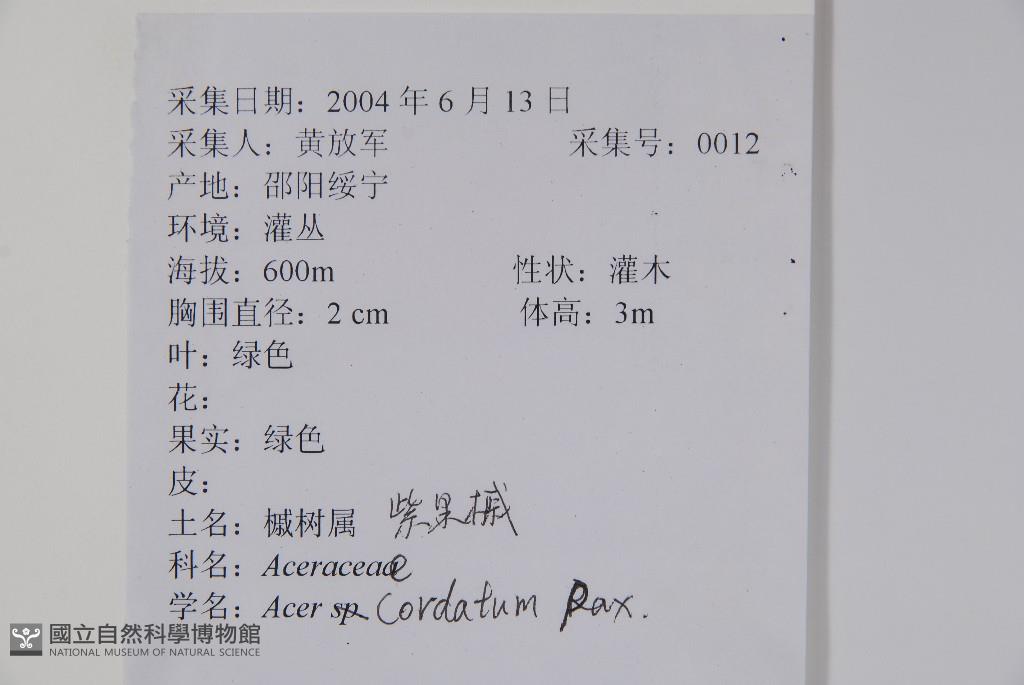 采集日期：2004 年 6 月 13 日
采集人：黄放军 采集号：0012
产地：邵阳绥宁
环境：灌丛
海拔：600m 性状：灌木
胸围直径：2 cm 体高：3m
叶：绿色
花：
果实：绿色
皮：
土名：槭树属 紫果槭
科名：Aceraceae
学名：Acer sp Cordatum Pax.
國立自然科學博物館
NATIONAL MUSEUM OF NATURAL SCIENCE